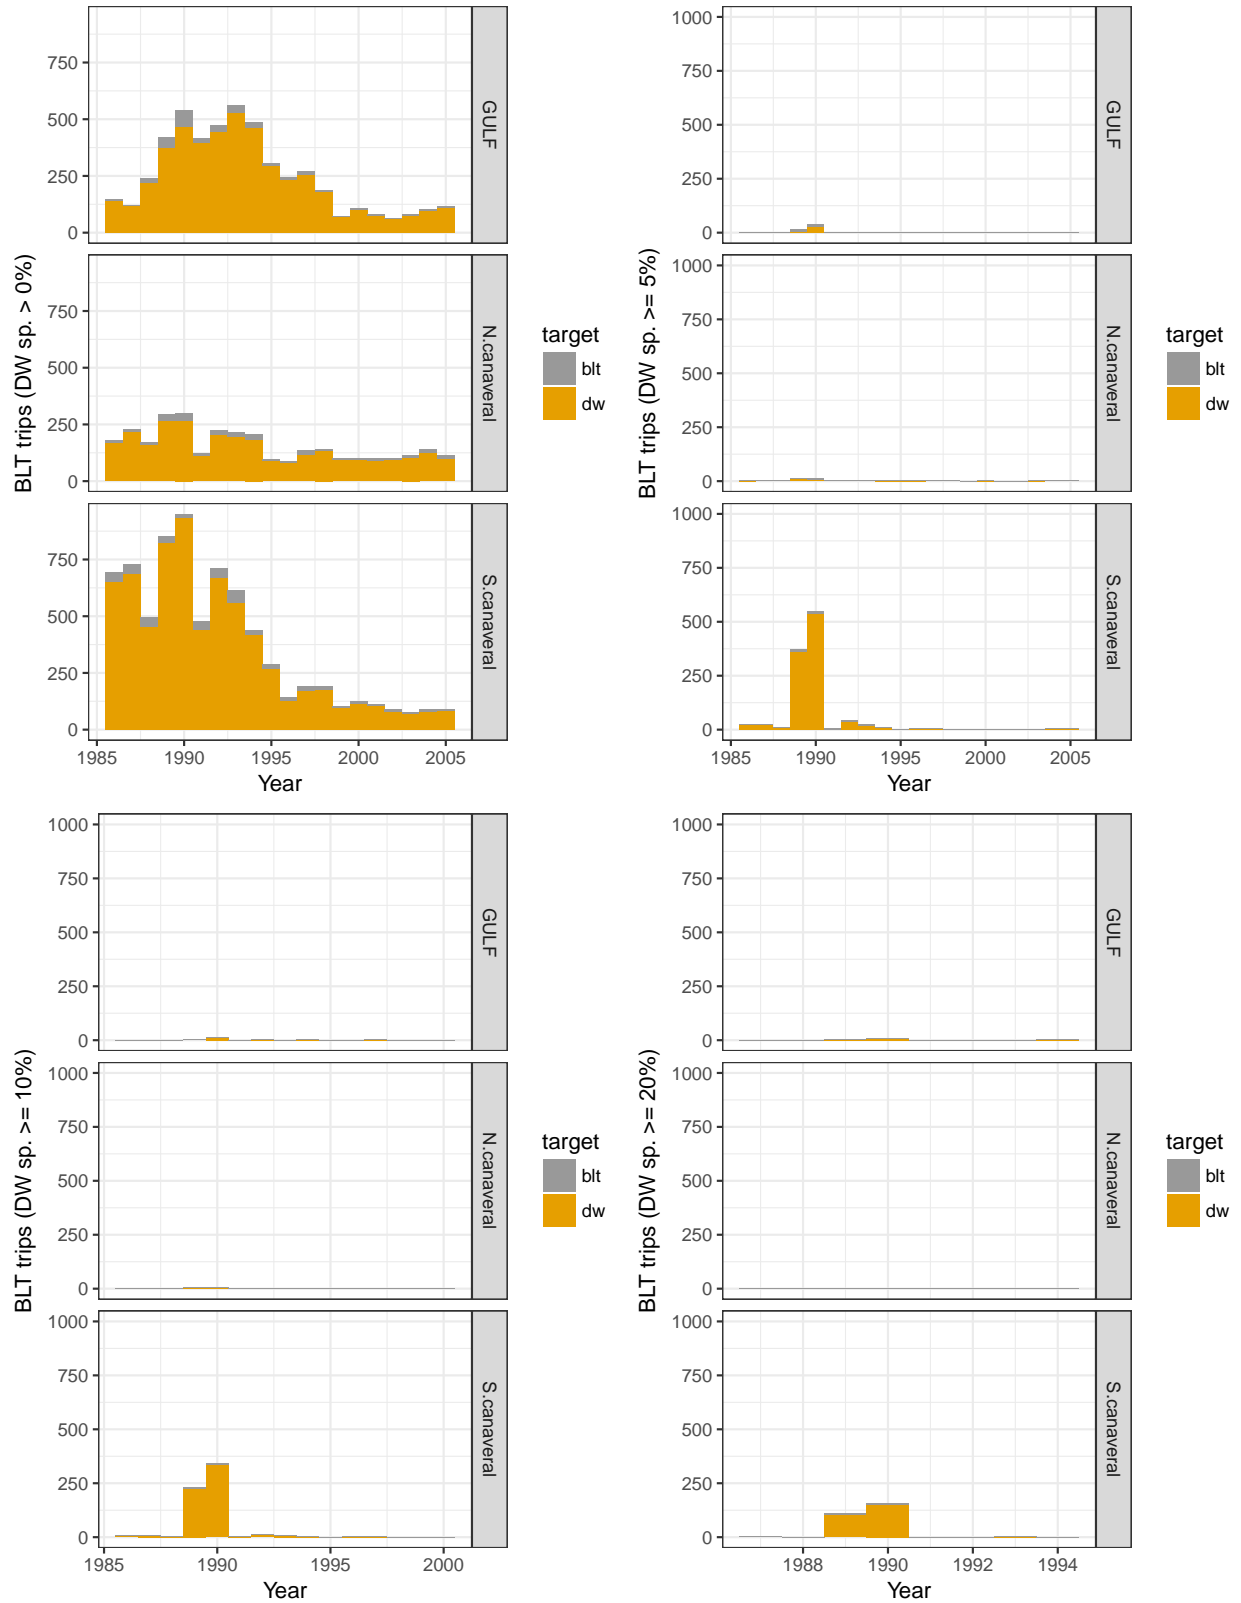 BLT trips (DW sp. > 0%)
750
500
250
0
GULF
750
500
250
0
N.canaveral
750
500
250
0
S.canaveral
1985 1990 1995 2000 2005
Year
target
blt
dw
BLT trips (DW sp. >= 5%)
1000
750
500
250
0
GULF
1000
750
500
250
0
N.canaveral
1000
750
500
250
0
S.canaveral
1985 1990 1995 2000 2005
Year
target
blt
dw
BLT trips (DW sp. >= 10%)
1000
750
500
250
0
GULF
1000
750
500
250
0
N.canaveral
1000
750
500
250
0
S.canaveral
1985 1990 1995 2000
Year
target
blt
dw
BLT trips (DW sp. >= 20%)
1000
750
500
250
0
GULF
1000
750
500
250
0
N.canaveral
1000
750
500
250
0
S.canaveral
1988 1990 1992 1994
Year
target
blt
dw